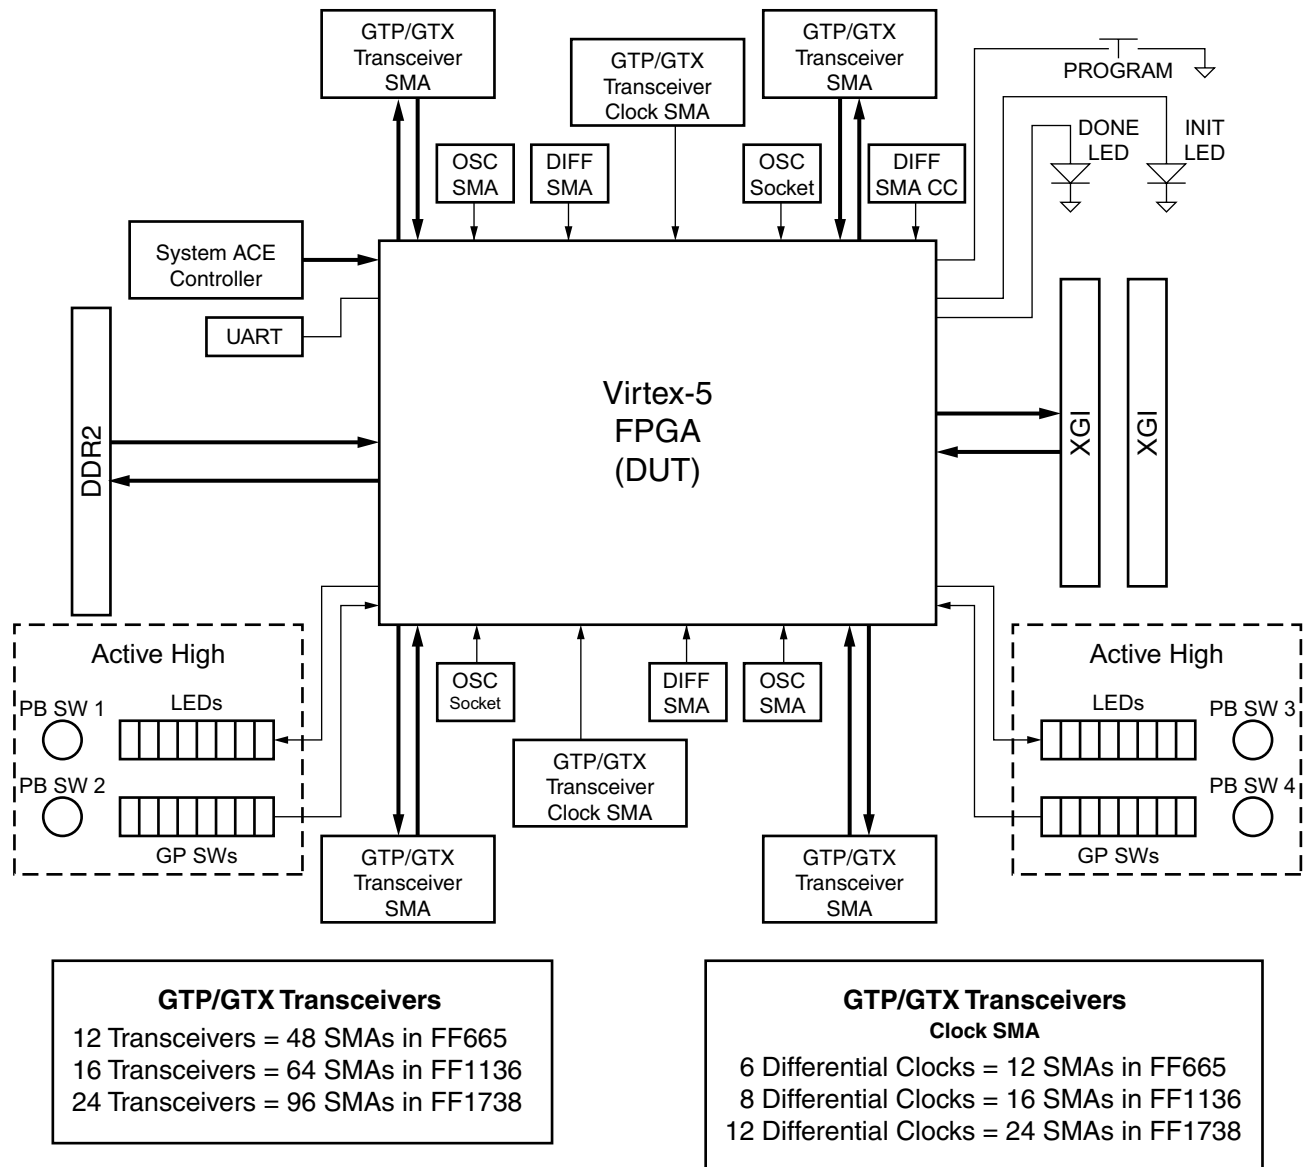 GTP/GTX
Transceiver
SMA
GTP/GTX
Transceiver
Clock SMA
GTP/GTX
Transceiver
SMA
PROGRAM
OSC
SMA
DIFF
SMA
OSC
Socket
DIFF
SMA CC
DONE
LED
INIT
LED
System ACE
Controller
UART
DDR2
Virtex-5
FPGA
(DUT)
XGI
XGI
Active High
LEDs
PB SW 1
PB SW 2
GP SWs
OSC
Socket
GTP/GTX
Transceiver
Clock SMA
DIFF
SMA
OSC
SMA
Active High
LEDs
PB SW 3
PB SW 4
GP SWs
GTP/GTX
Transceiver
SMA
GTP/GTX
Transceiver
SMA
GTP/GTX Transceivers
12 Transceivers = 48 SMAs in FF665
16 Transceivers = 64 SMAs in FF1136
24 Transceivers = 96 SMAs in FF1738
GTP/GTX Transceivers
Clock SMA
6 Differential Clocks = 12 SMAs in FF665
8 Differential Clocks = 16 SMAs in FF1136
12 Differential Clocks = 24 SMAs in FF1738